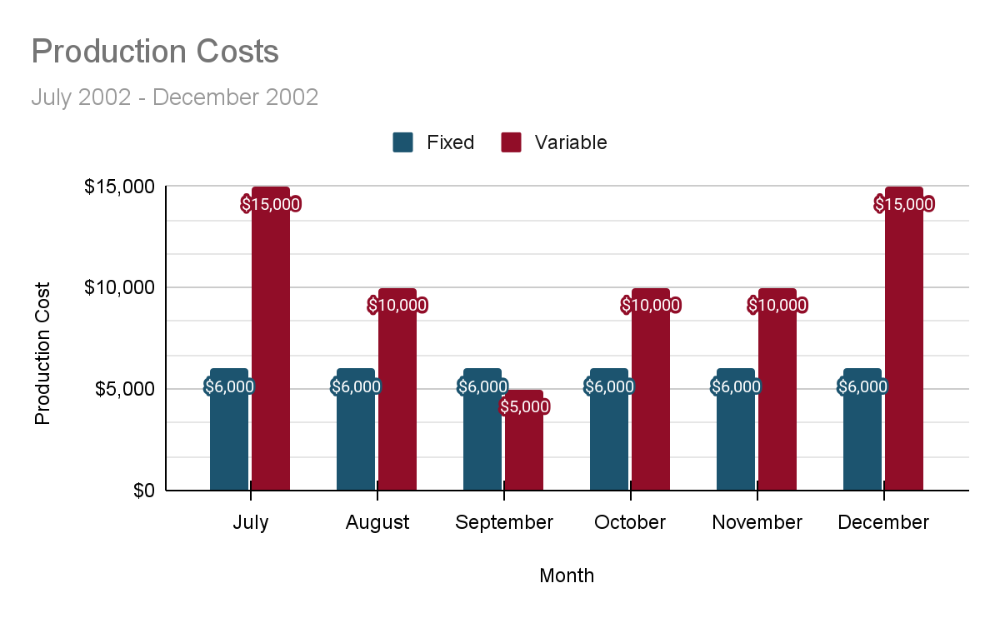 Production Costs
July 2002 - December 2002
Fixed Variable
Production Cost
$15,000
$10,000
$5,000
$0
$15,000 $15,000
$10,000 $10,000 $10,000
$6,000 $6,000 $6,000 $6,000 $6,000 $6,000
$5,000
July August September October November December
Month